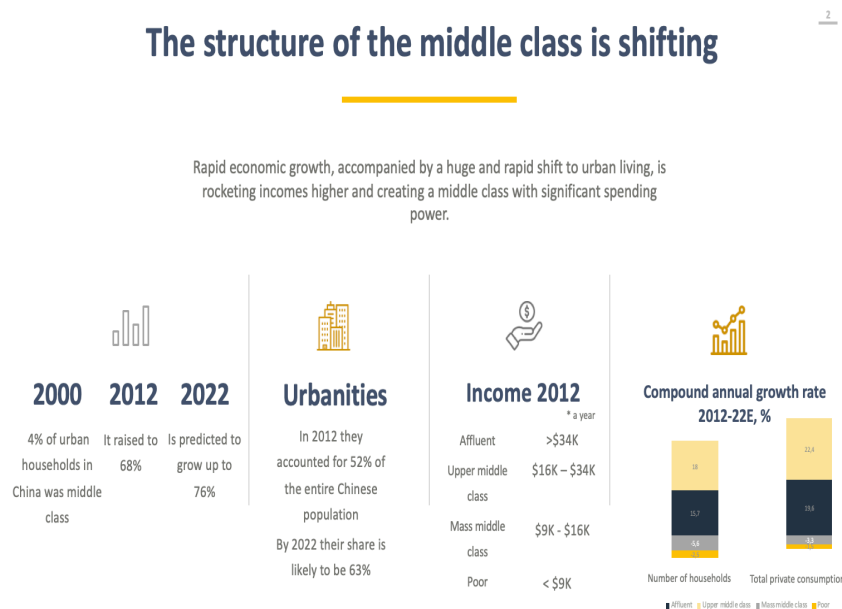 2
The structure of the middle class is shifting
Rapid economic growth, accompanied by a huge and rapid shift to urban living, is
rocketing incomes higher and creating a middle class with significant spending
power.
2000
4% of urban
households in
China was middle
class
2012
It raised to
68%
2022
Is predicted to
grow up to
76%
Urbanities
In 2012 they
accounted for 52% of
the entire Chinese
population
By 2022 their share is
likely to be 63%
Income 2012
* a year
Affluent >$34K
Upper middle
class
$16K – $34K
Mass middle
class
$9K - $16K
Poor < $9K
Compound annual growth rate
2012-22E, %
18
15,7
-5,6
22,4
19,6
-3,3
Number of households
Total private consumption
Affluent Upper middle class Mass middle class Poor